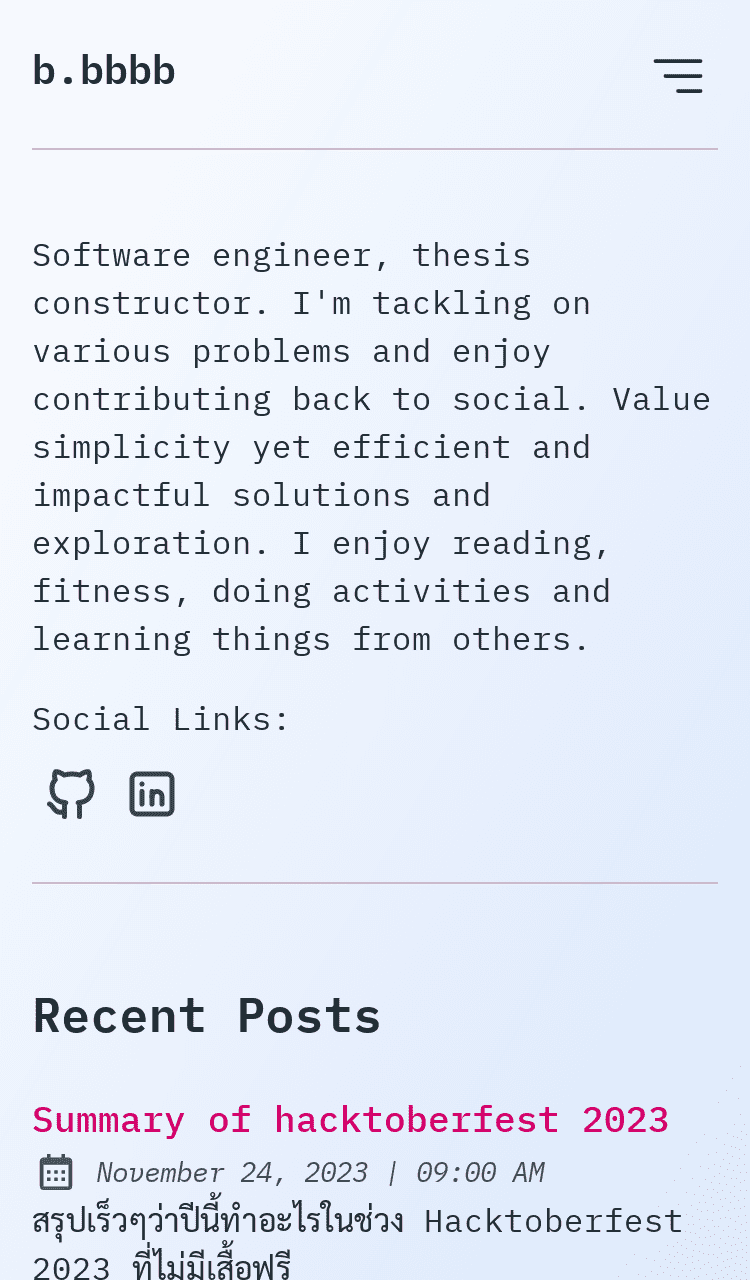 b.bbbb
Software engineer, thesis
constructor. I'm tackling on
various problems and enjoy
contributing back to social. Value
simplicity yet efficient and
impactful solutions and
exploration. I enjoy reading,
fitness, doing activities and
learning things from others.
Social Links:
in
Recent Posts
Summary of hacktoberfest 2023
November 24, 2023 | 09:00 AM
สรุปเร็วๆว่าปีนี้ทำอะไรในช่วง Hacktoberfest
2023 ที่ไม่มีเสื้อฟรี